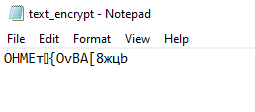 text_encrypt - Notepad
File Edit Format View Help
OHMEт▯{OvBA[8жцb